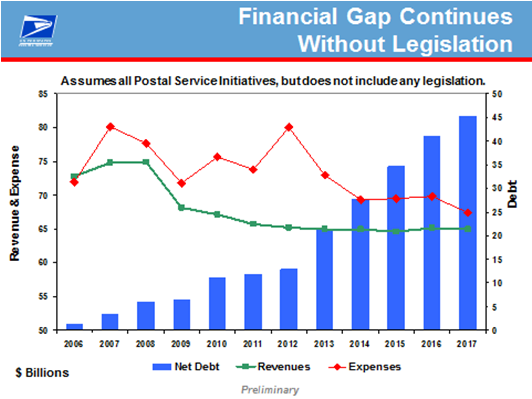 Financial Gap Continues
Without Legislation
Assumes all Postal Service Initiatives, but does not include any legislation.
85
80
75
70
65
60
55
50
Revenue & Expense
50
45
40
35
30
25
20
15
10
5
0
Debt
2006 2007 2008 2009 2010 2011 2012 2013 2014 2015 2016 2017
Net Debt Revenues Expenses
$ Billions
Preliminary